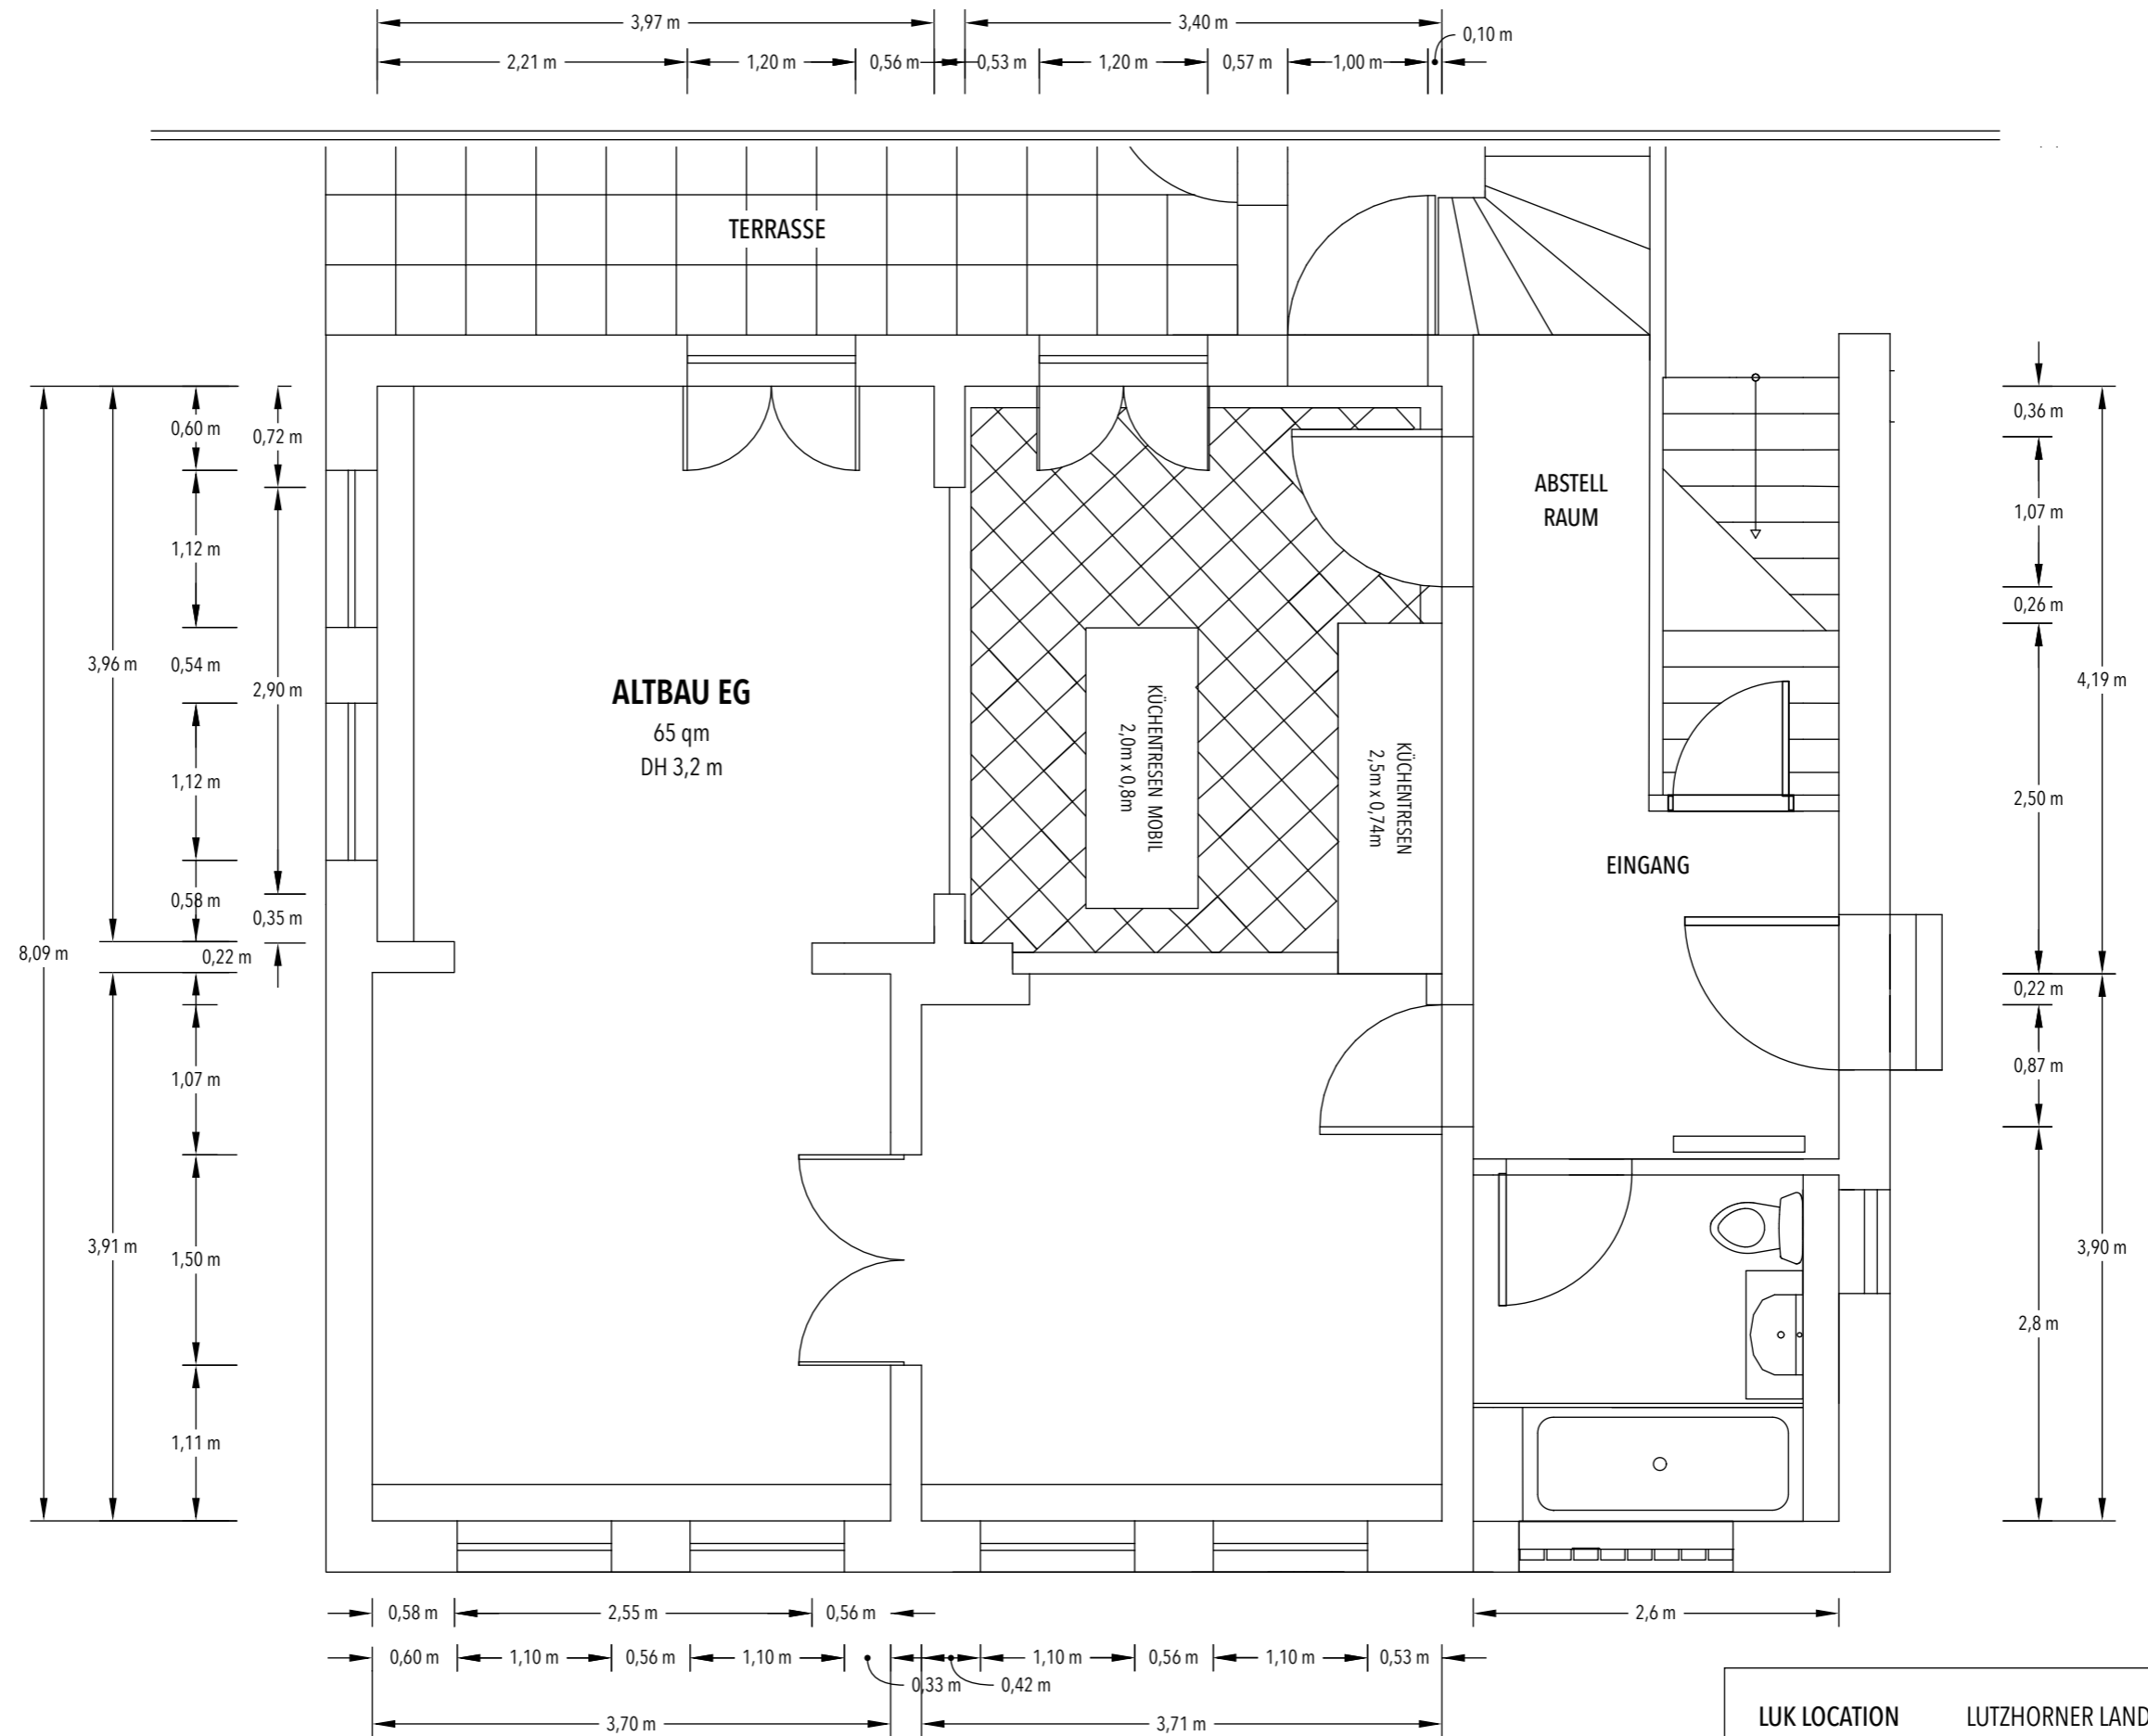 3,97 m
3,40 m
0,10 m
2,21 m
1,20 m
0,56 m
0,53 m
1,20 m
0,57 m
1,00 m
TERRASSE
0,60 m
0,72 m
1,12 m
3,96 m
0,54 m
2,90 m
1,12 m
0,58 m
0,35 m
8,09 m
0,22 m
1,07 m
3,91 m
1,50 m
1,11 m
ALTBAU EG
65 qm
DH 3,2 m
KÜCHENTRESEN MOBIL
2,0m x 0,8m
KÜCHENTRESEN
2,5m x 0,74m
ABSTELL
RAUM
EINGANG
0,36 m
1,07 m
0,26 m
4,19 m
2,50 m
0,22 m
0,87 m
3,90 m
2,8 m
0,58 m
2,55 m
0,56 m
2,6 m
0,60 m
1,10 m
0,56 m
1,10 m
0,33 m
0,42 m
1,10 m
0,56 m
1,10 m
0,53 m
3,70 m
3,71 m
LUK LOCATION LUTZHORNER LAND